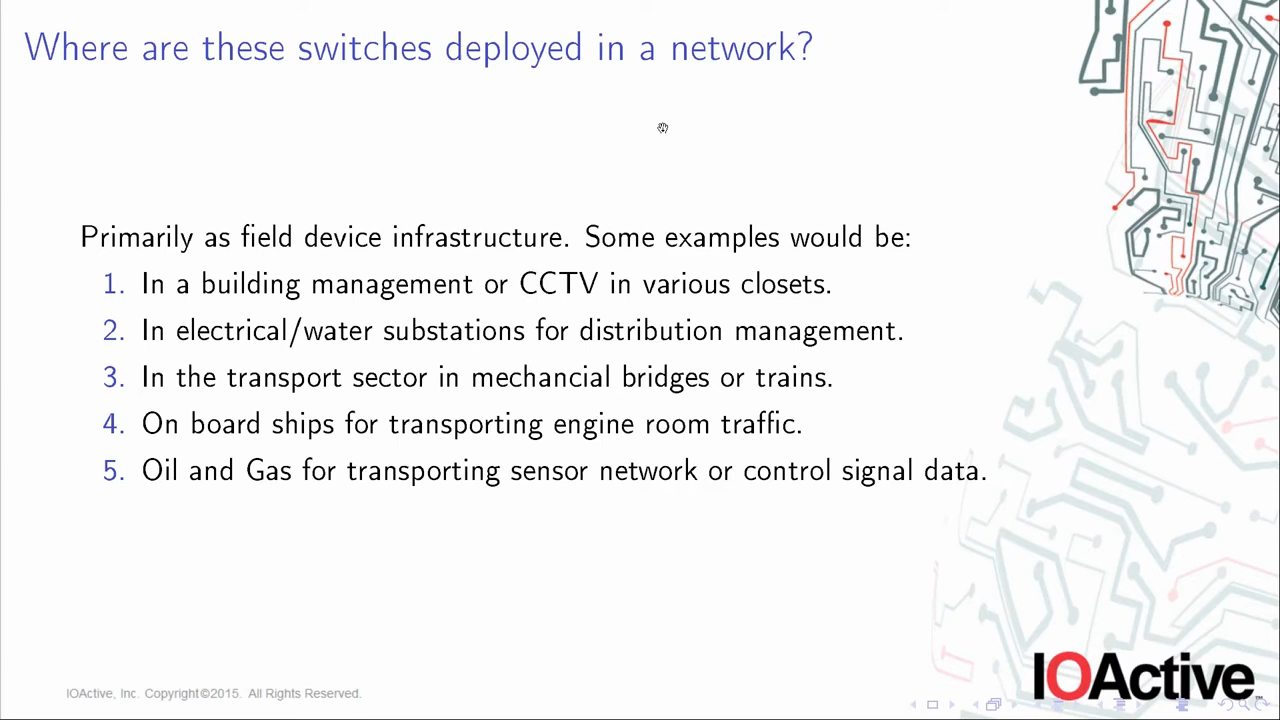 Where are these switches deployed in a network?
Primarily as field device infrastructure. Some examples would be:
1. In a building management or CCTV in various closets.
2. In electrical/water substations for distribution management.
3. In the transport sector in mechancial bridges or trains.
4. On board ships for transporting engine room traffic.
5. Oil and Gas for transporting sensor network or control signal data.
IOActive, Inc. Copyright©2015. All Rights Reserved.
IOActive™